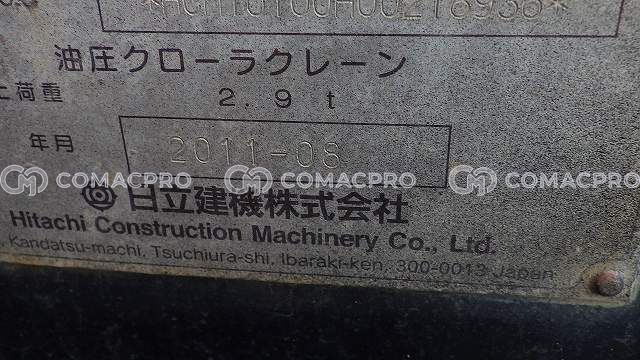 油圧クローラクレーン
上荷重 2.9 t
年月 2011-08
COMACPRO COMACPRO COMACPRO
日立建機株式会社
Hitachi Construction Machinery Co., Ltd.
Kandatsu-machi, Tsuchiura-shi, Ibaraki-ken, 300-0013 Japan